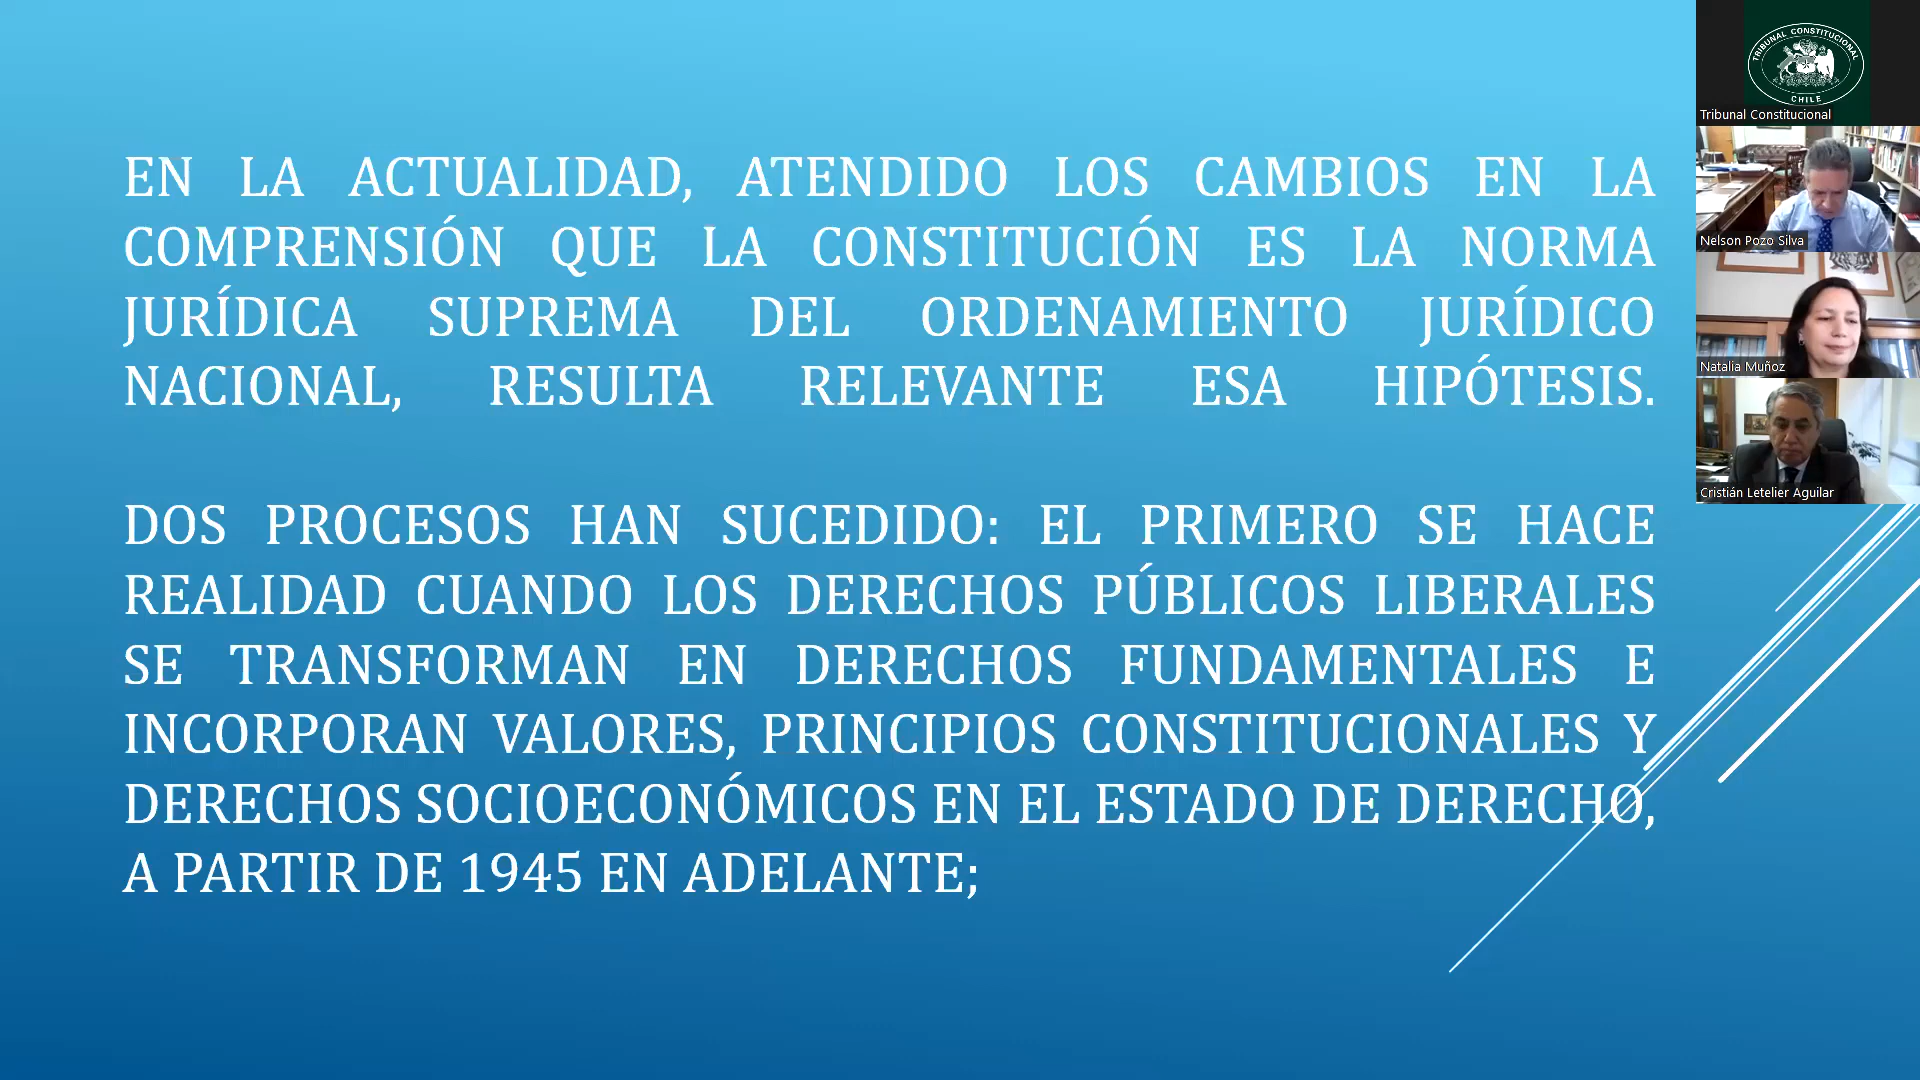 EN LA ACTUALIDAD, ATENDIDO LOS CAMBIOS EN LA
COMPRENSIÓN QUE LA CONSTITUCIÓN ES LA NORMA
JURÍDICA SUPREMA DEL ORDENAMIENTO JURÍDICO
NACIONAL, RESULTA RELEVANTE ESA HIPÓTESIS.
DOS PROCESOS HAN SUCEDIDO: EL PRIMERO SE HACE
REALIDAD CUANDO LOS DERECHOS PÚBLICOS LIBERALES
SE TRANSFORMAN EN DERECHOS FUNDAMENTALES E
INCORPORAN VALORES, PRINCIPIOS CONSTITUCIONALES Y
DERECHOS SOCIOECONÓMICOS EN EL ESTADO DE DERECHO,
A PARTIR DE 1945 EN ADELANTE;
TRIBUNAL CONSTITUCIONAL
CHILE
Tribunal Constitucional
Nelson Pozo Silva
Natalia Muñoz
Cristián Letelier Aguilar